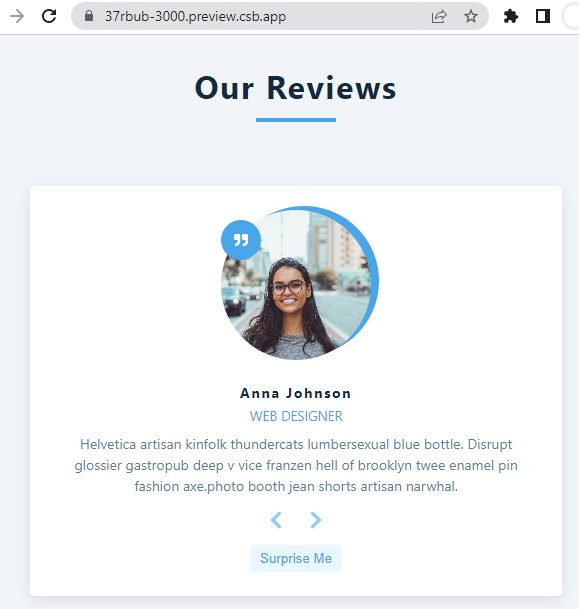 37rbub-3000.preview.csb.app
Our Reviews
Anna Johnson
WEB DESIGNER
Helvetica artisan kinfolk thundercats lumbersexual blue bottle. Disrupt
glossier gastropub deep v vice franzen hell of brooklyn twee enamel pin
fashion axe.photo booth jean shorts artisan narwhal.
Surprise Me